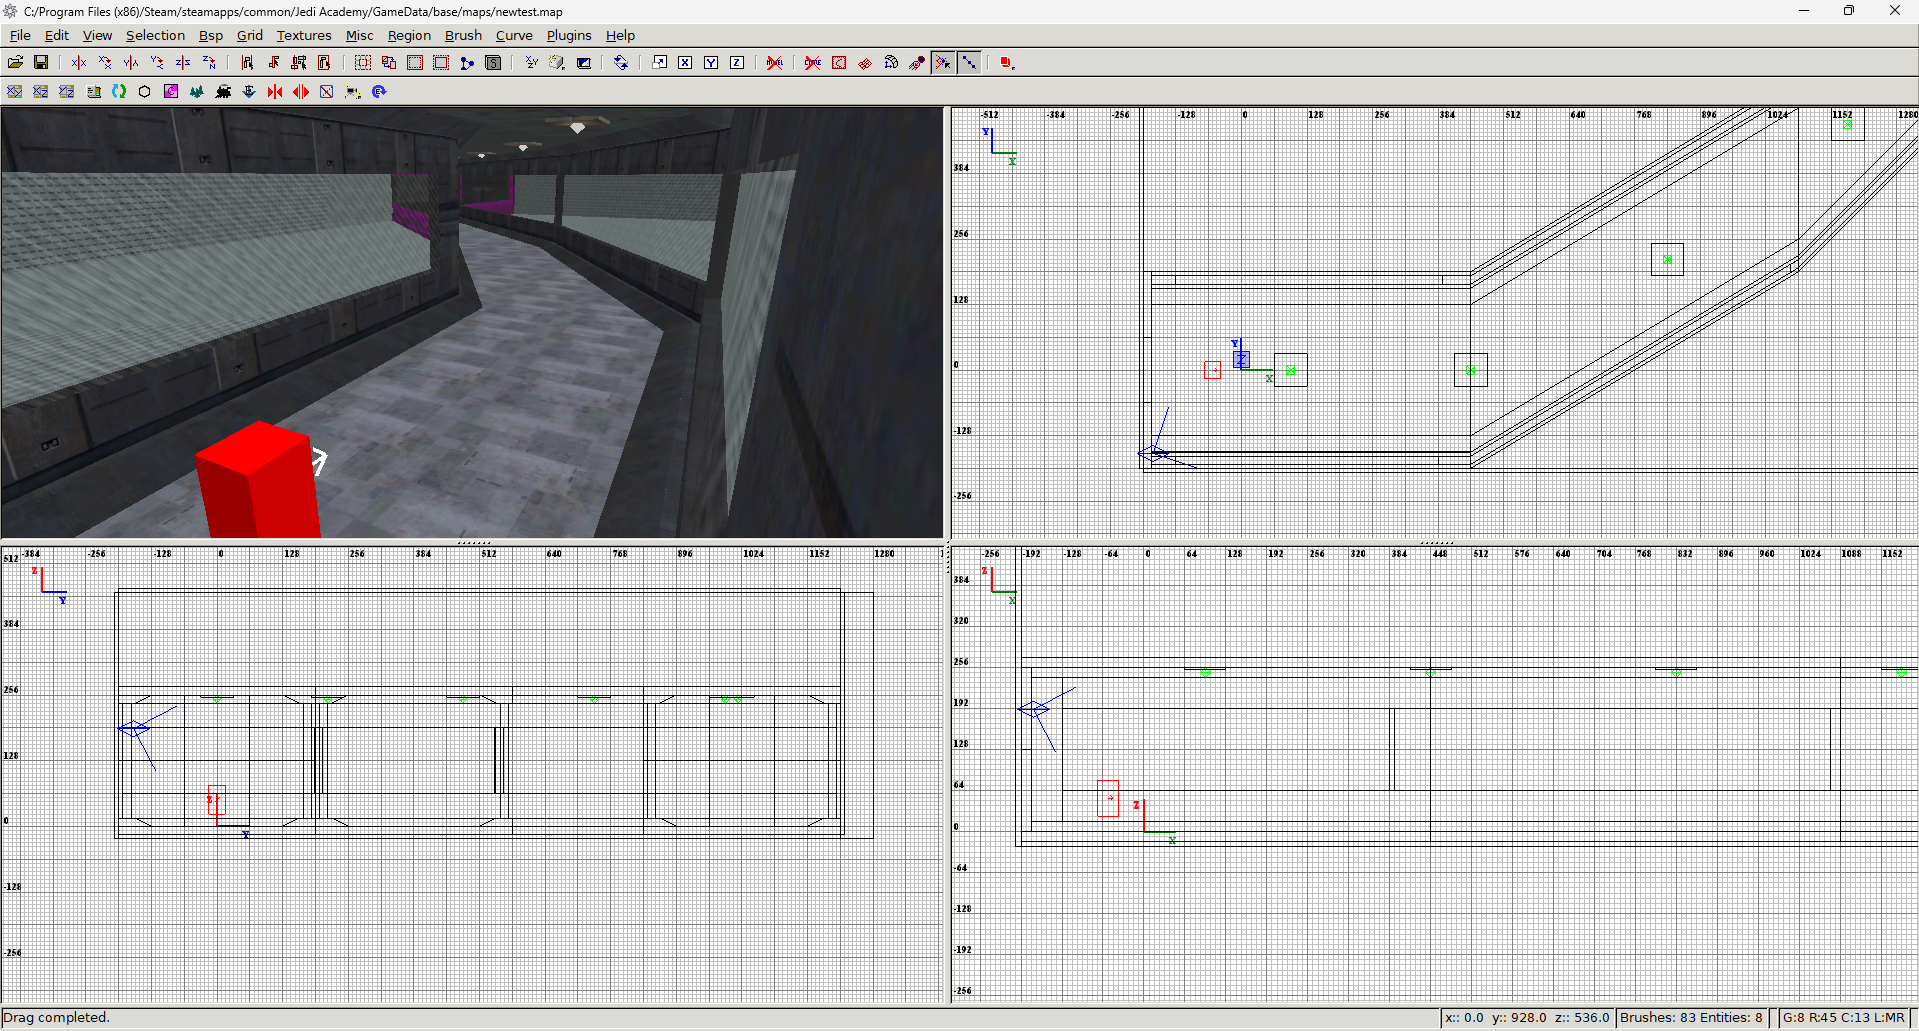 C:/Program Files (x86)/Steam/steamapps/common/Jedi Academy/GameData/base/maps/newtest.map
File Edit View Selection Bsp Grid Textures Misc Region Brush Curve Plugins Help
-512 -384 -256 -128 0 128 256 384 512 640 768 896 1024 1152 1280
Y
X
384
256
128
0
-128
-256
Y
Z
X
512 -384 -256 -128 0 128 256 384 512 640 768 896 1024 1152 1280
Z
Y
384
256
128
0
-128
-256
Z
Y
-256 -192 -128 -64 0 64 128 192 256 320 384 448 512 576 640 704 768 832 896 960 1024 1088 1152
Z
X
384
320
256
192
128
64
0
-64
-128
-192
-256
Z
X
Drag completed.
x:: 0.0 y:: 928.0 z:: 536.0 Brushes: 83 Entities: 8 G:8 R:45 C:13 L:MR